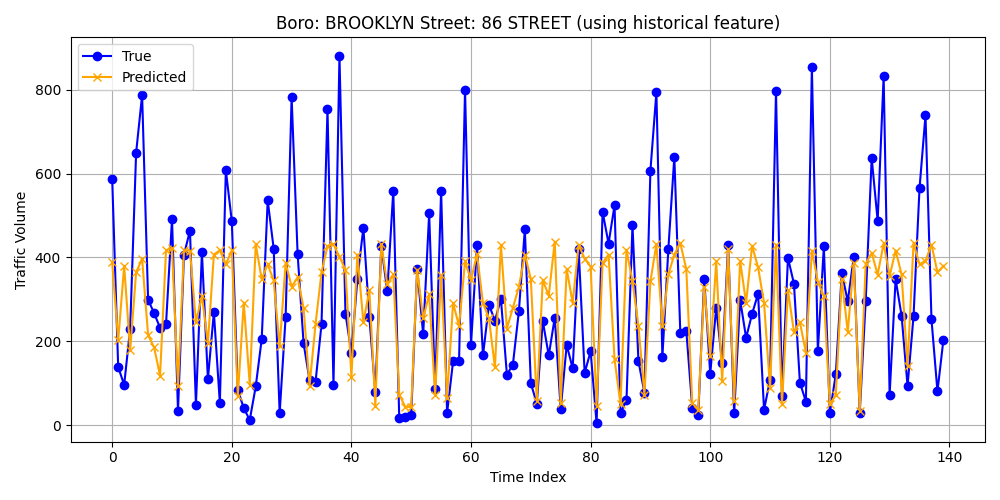 Boro: BROOKLYN Street: 86 STREET (using historical feature)
True
Predicted
Traffic Volume
800
600
400
200
0
0 20 40 60 80 100 120 140
Time Index